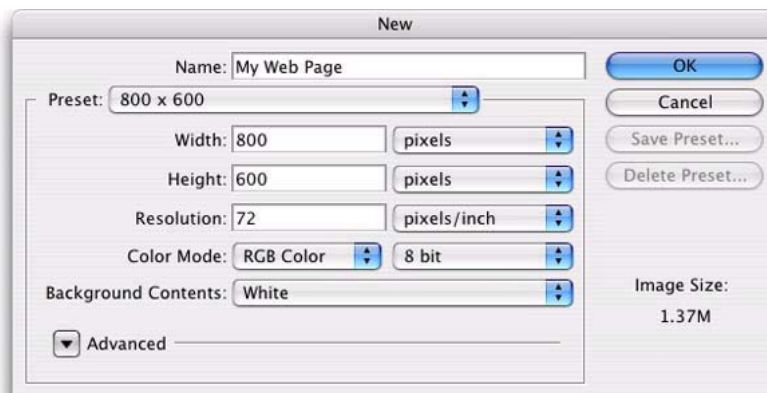 New
Name: My Web Page
OK
Preset: 800 x 600
Cancel
Width: 800 pixels
Save Preset...
Height: 600 pixels
Delete Preset...
Resolution: 72 pixels/inch
Color Mode: RGB Color 8 bit
Background Contents: White
Image Size:
1.37M
Advanced